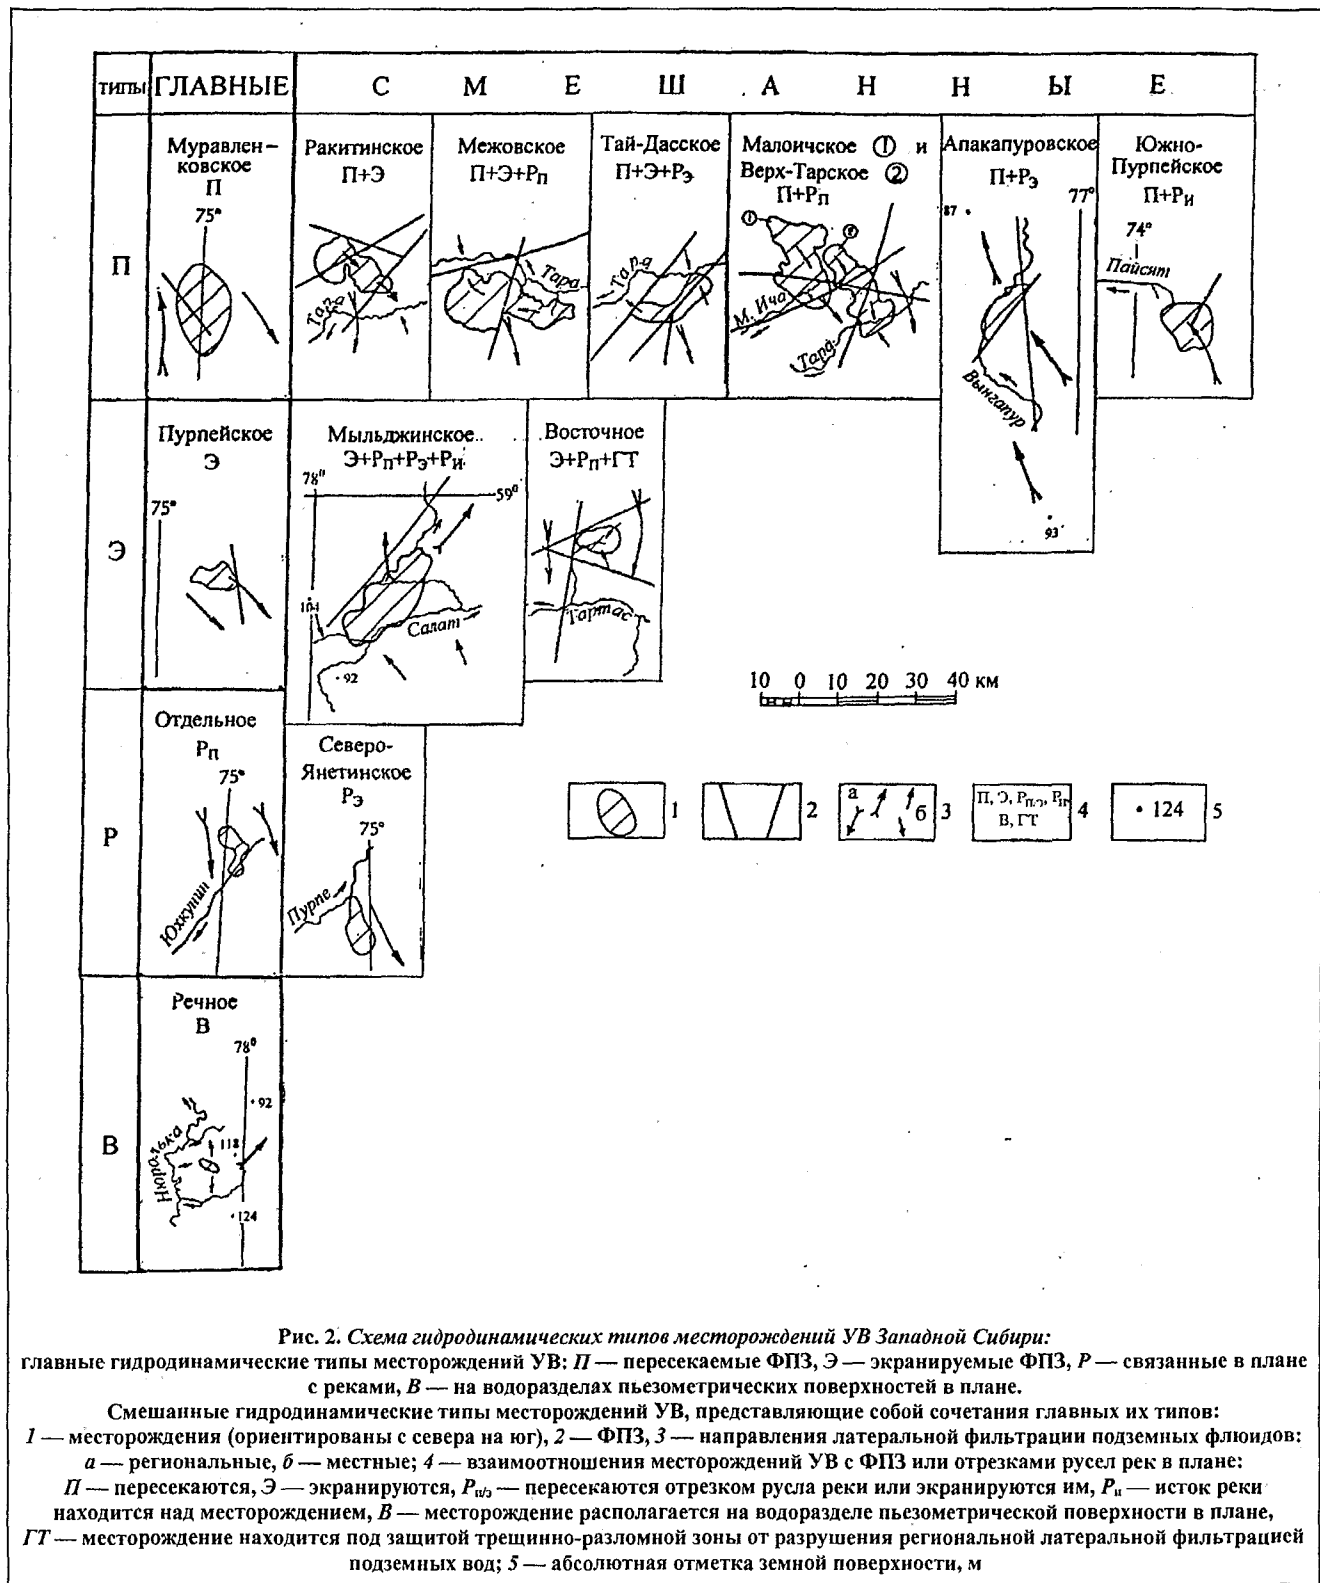 ТИПЫ ГЛАВНЫЕ С М Е Ш А Н Н Ы Е
П
Муравлен-
ковское
П
75°
Ракитинское
П+Э
Тара
Межовское
П+Э+Рп
Тара
Тай-Дасское
П+Э+Рэ
Тара
Малоичское ① и
Верх-Тарское ②
П+Рп
①
②
М. Ича
Тара
Апакапуровское
П+Рэ
87
77°
Вынгапур
93
Южно-
Пурпейское
П+Ри
74°
Пайсят
Э
Пурпейское
Э
75°
Мыльджинское
Э+Рп+Рэ+Ри
78°
59°
104
Салат
92
Восточное
Э+Рп+ГТ
Тартас
10 0 10 20 30 40 км
Р
Отдельное
Рп
75°
Юхкунин
Северо-
Янетинское
Рэ
75°
Пурпе
1
2
а
б
3
П, Э, Рп/э, Ри
В, ГТ
4
124
5
В
Речное
В
78°
92
Нюролька
118
124
Рис. 2. Схема гидродинамических типов месторождений УВ Западной Сибири:
главные гидродинамические типы месторождений УВ: П — пересекаемые ФПЗ, Э — экранируемые ФПЗ, Р — связанные в плане
с реками, В — на водоразделах пьезометрических поверхностей в плане.
Смешанные гидродинамические типы месторождений УВ, представляющие собой сочетания главных их типов:
1 — месторождения (ориентированы с севера на юг), 2 — ФПЗ, 3 — направления латеральной фильтрации подземных флюидов:
а — региональные, б — местные; 4 — взаимоотношения месторождений УВ с ФПЗ или отрезками русел рек в плане:
П — пересекаются, Э — экранируются, Рп/э — пересекаются отрезком русла реки или экранируются им, Ри — исток реки
находится над месторождением, В — месторождение располагается на водоразделе пьезометрической поверхности в плане,
ГТ — месторождение находится под защитой трещинно-разломной зоны от разрушения региональной латеральной фильтрацией
подземных вод; 5 — абсолютная отметка земной поверхности, м